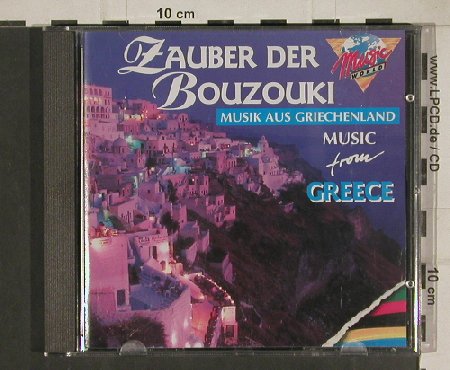 10 cm
ZAUBER DER
BOUZOUKI
Music
WORLD
MUSIK AUS GRIECHENLAND
MUSIC
from
GREECE
www.LPCD.de / CD
10 cm